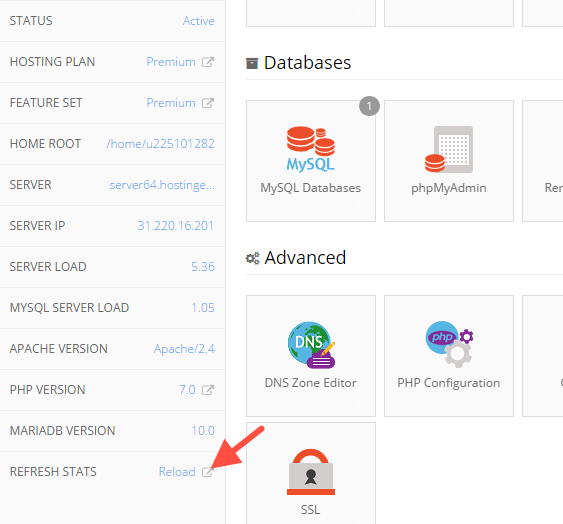 STATUS Active
HOSTING PLAN Premium
FEATURE SET Premium
HOME ROOT /home/u225101282
SERVER server64.hostinge...
SERVER IP 31.220.16.201
SERVER LOAD 5.36
MYSQL SERVER LOAD 1.05
APACHE VERSION Apache/2.4
PHP VERSION 7.0
MARIADB VERSION 10.0
REFRESH STATS Reload
Databases
1
MySQL
MySQL Databases
phpMyAdmin
Advanced
DNS
DNS Zone Editor
php
PHP Configuration
SSL